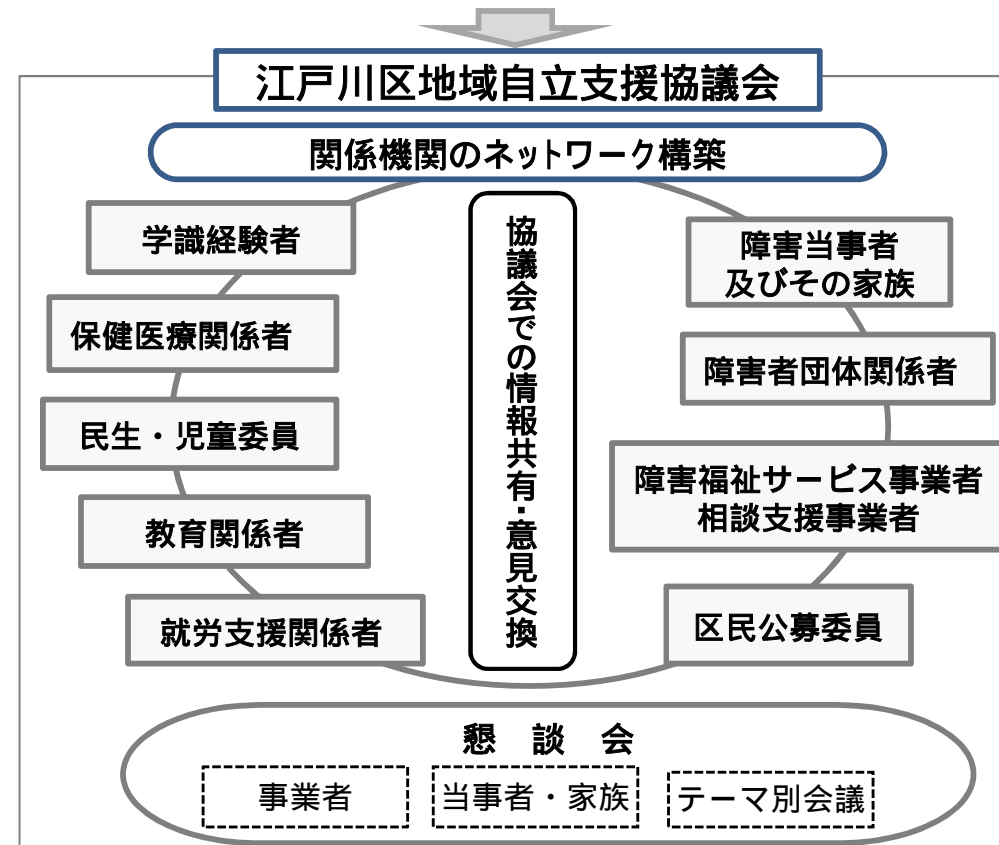 江戸川区地域自立支援協議会
関係機関のネットワーク構築
学識経験者
保健医療関係者
民生・児童委員
教育関係者
就労支援関係者
協議会での情報共有・意見交換
障害当事者
及びその家族
障害者団体関係者
障害福祉サービス事業者
相談支援事業者
区民公募委員
懇　談　会
事業者
当事者・家族
テーマ別会議